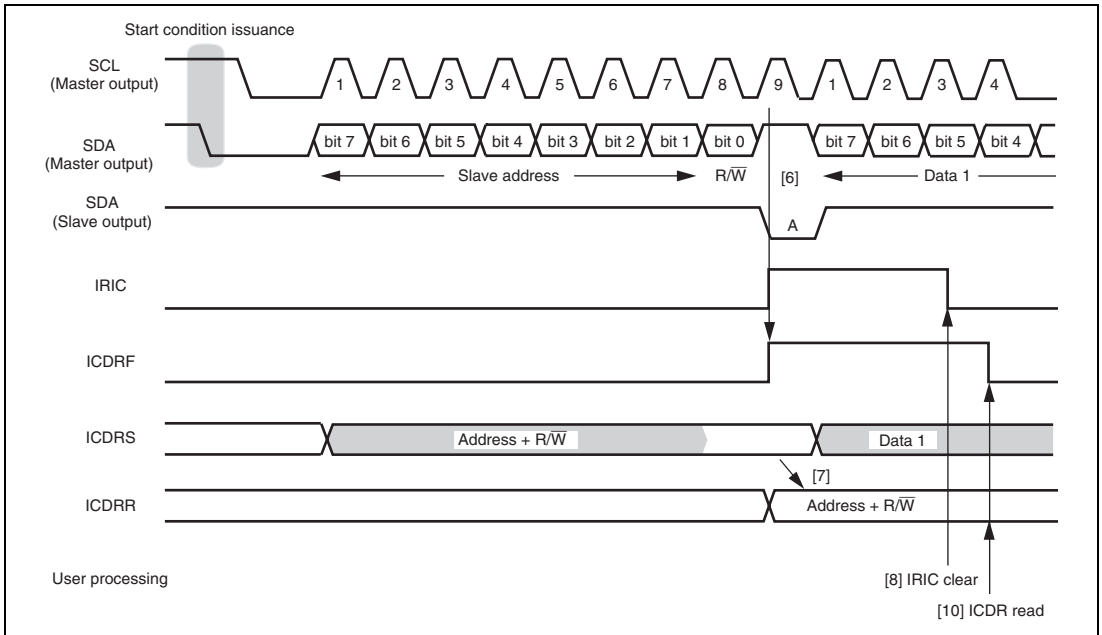 Start condition issuance
SCL
(Master output)
1 2 3 4 5 6 7 8 9 1 2 3 4
SDA
(Master output)
bit 7 bit 6 bit 5 bit 4 bit 3 bit 2 bit 1 bit 0 bit 7 bit 6 bit 5 bit 4
Slave address R/W̅ [6] Data 1
SDA
(Slave output)
A
IRIC
ICDRF
ICDRS
Address + R/W̅ Data 1
[7]
ICDRR
Address + R/W̅
User processing
[8] IRIC clear
[10] ICDR read